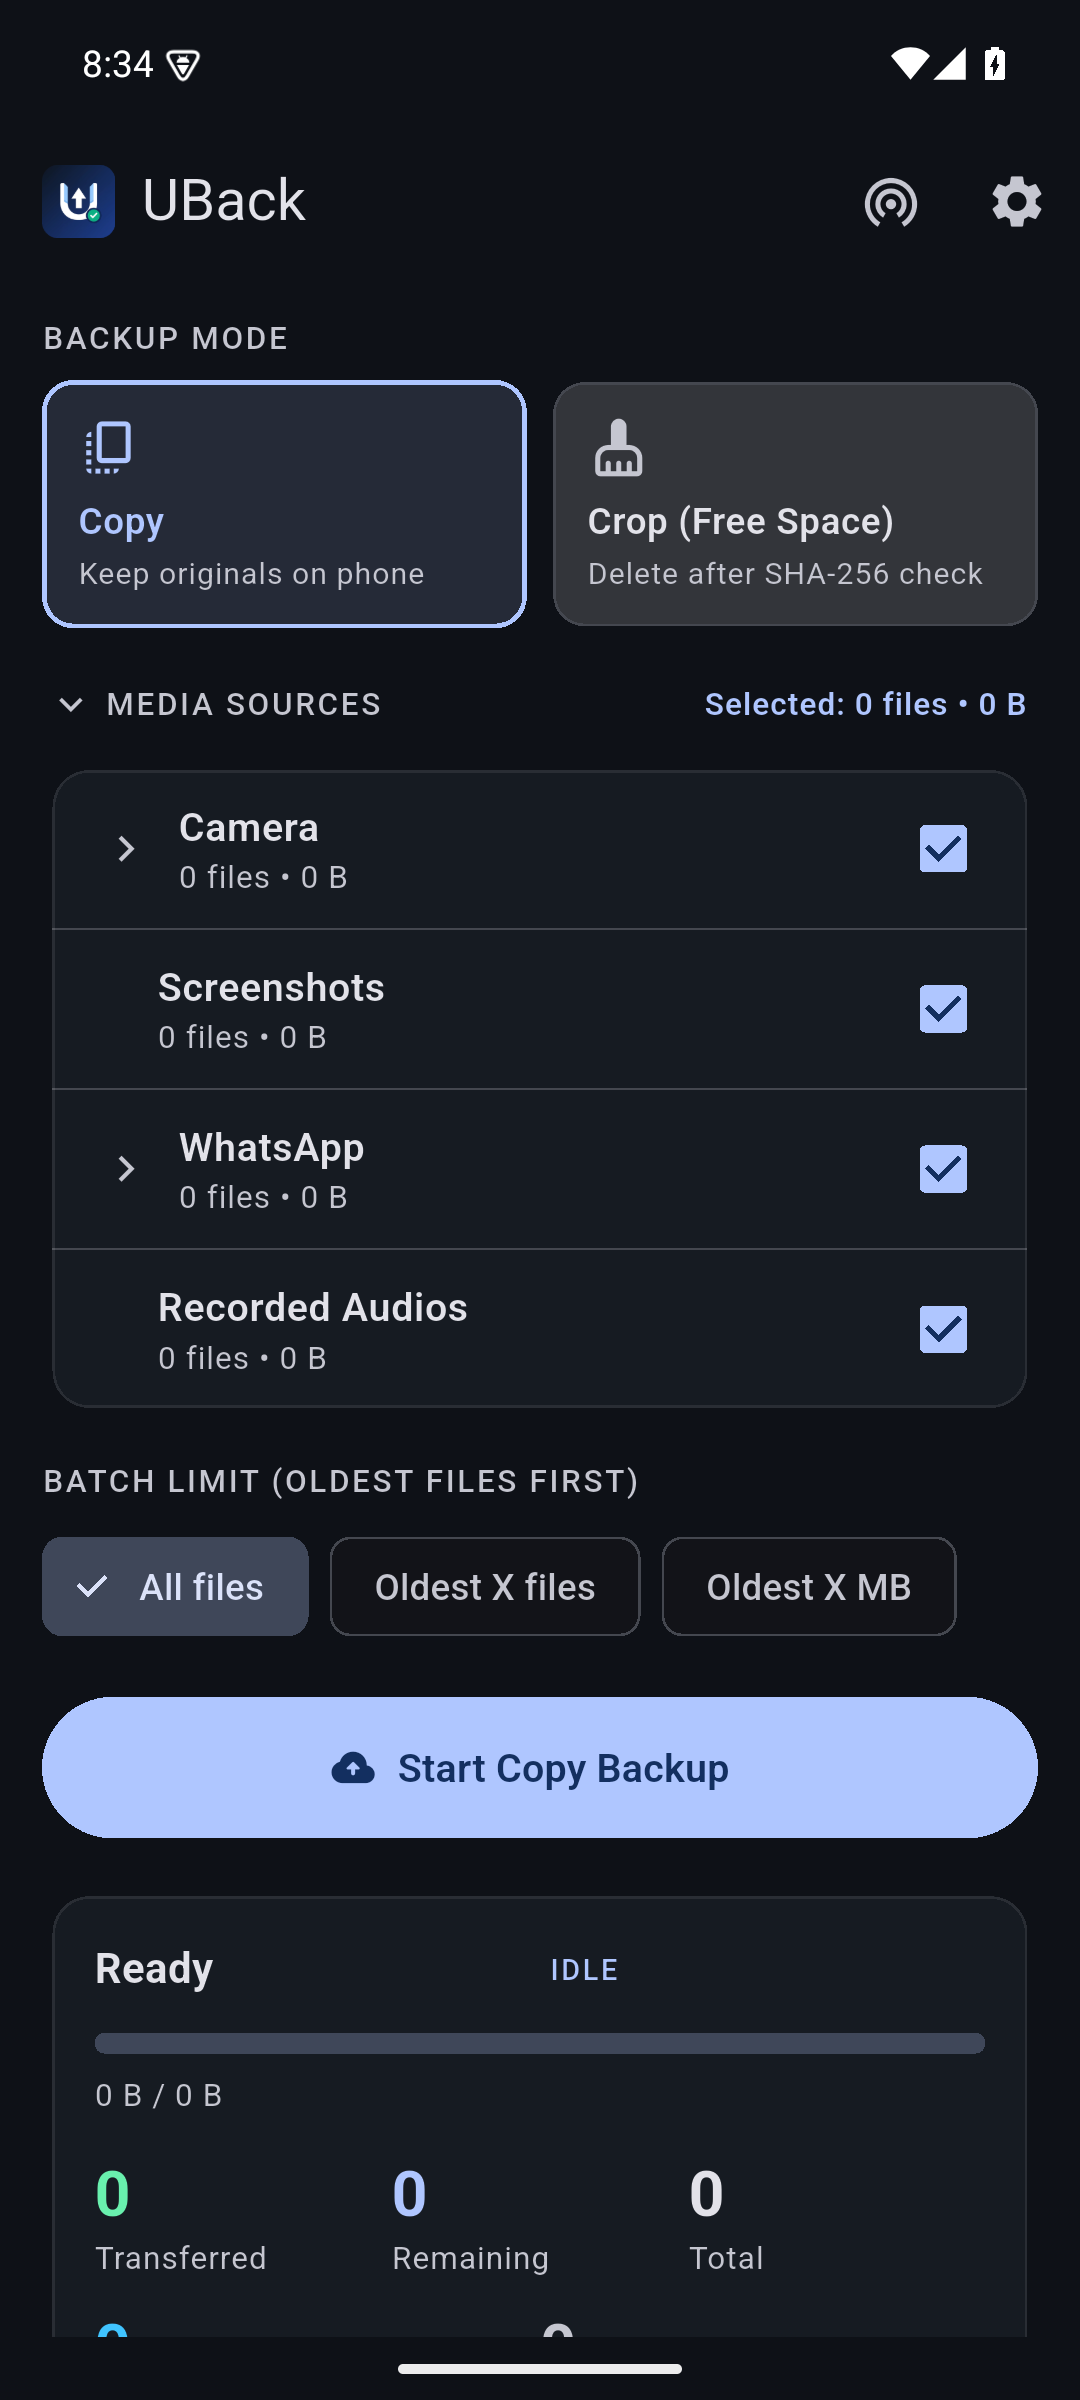 8:34
UBack
BACKUP MODE
Copy
Keep originals on phone
Crop (Free Space)
Delete after SHA-256 check
MEDIA SOURCES
Selected: 0 files • 0 B
Camera
0 files • 0 B
Screenshots
0 files • 0 B
WhatsApp
0 files • 0 B
Recorded Audios
0 files • 0 B
BATCH LIMIT (OLDEST FILES FIRST)
All files
Oldest X files
Oldest X MB
Start Copy Backup
Ready
IDLE
0 B / 0 B
0
Transferred
0
Remaining
0
Total